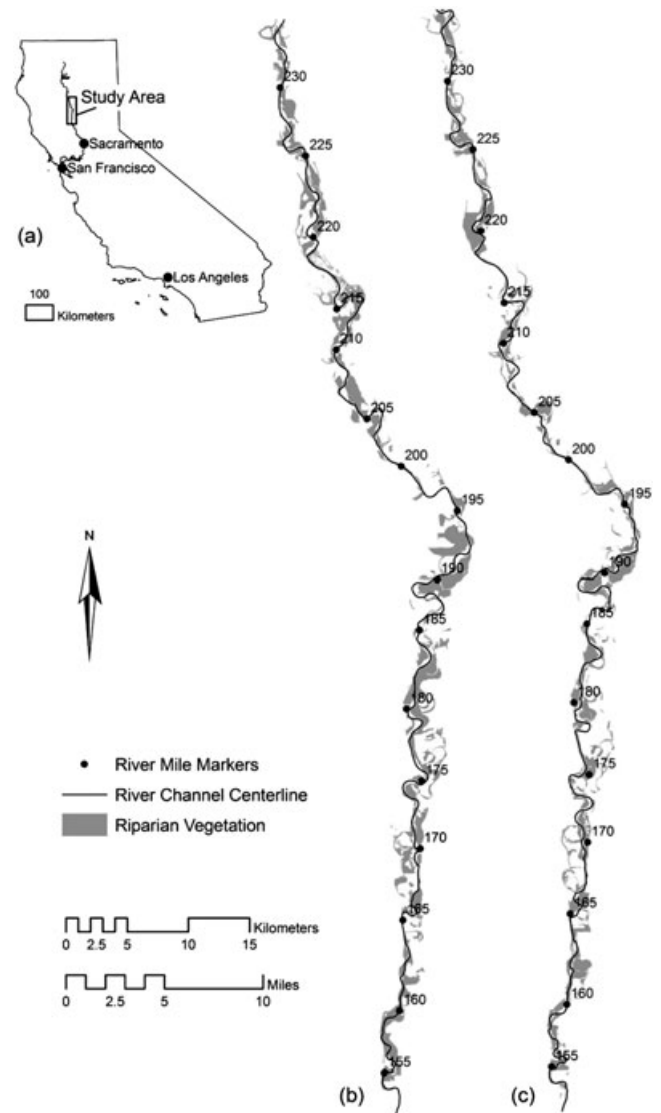 Study Area
Sacramento
San Francisco
(a)
Los Angeles
100
Kilometers
N
River Mile Markers
River Channel Centerline
Riparian Vegetation
Kilometers
0 2.5 5 10 15
Miles
0 2.5 5 10
230
225
220
215
210
205
200
195
190
185
180
175
170
165
160
155
(b)
230
225
220
215
210
205
200
195
190
185
180
175
170
165
160
155
(c)